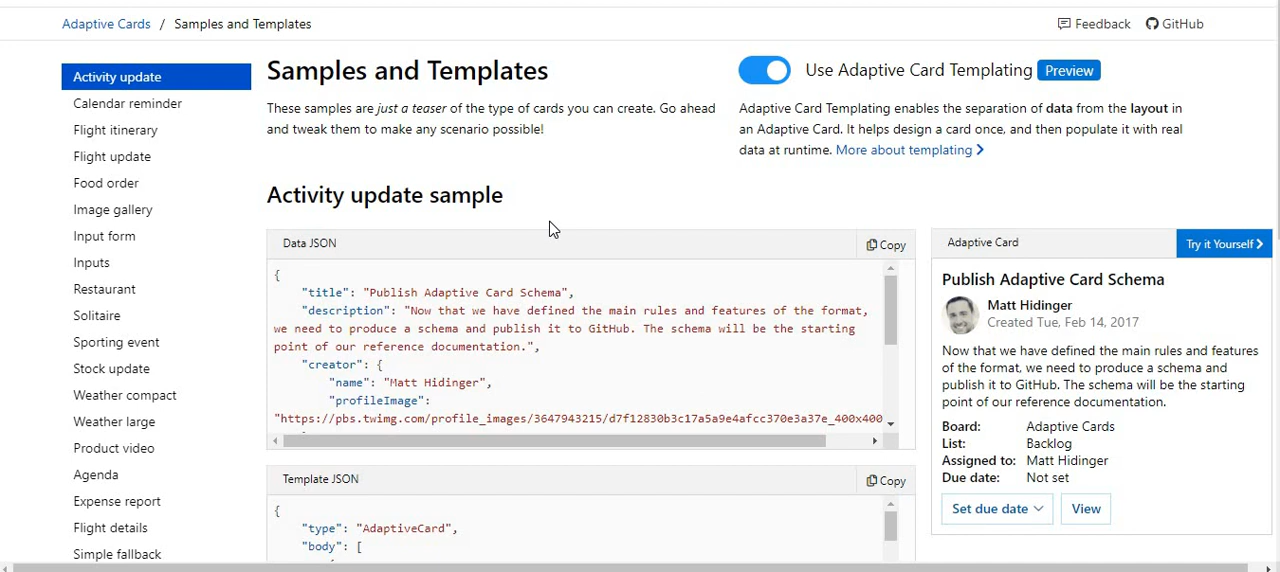 Adaptive Cards / Samples and Templates
Feedback
GitHub
Activity update
Calendar reminder
Flight itinerary
Flight update
Food order
Image gallery
Input form
Inputs
Restaurant
Solitaire
Sporting event
Stock update
Weather compact
Weather large
Product video
Agenda
Expense report
Flight details
Simple fallback
Samples and Templates
These samples are just a teaser of the type of cards you can create. Go ahead
and tweak them to make any scenario possible!
Use Adaptive Card Templating Preview
Adaptive Card Templating enables the separation of data from the layout in
an Adaptive Card. It helps design a card once, and then populate it with real
data at runtime. More about templating
Activity update sample
Data JSON
Copy
{
"title": "Publish Adaptive Card Schema",
"description": "Now that we have defined the main rules and features of the format,
we need to produce a schema and publish it to GitHub. The schema will be the starting
point of our reference documentation.",
"creator": {
"name": "Matt Hidinger",
"profileImage":
"https://pbs.twimg.com/profile_images/3647943215/d7f12830b3c17a5a9e4afcc370e3a37e_400x400
Template JSON
Copy
{
"type": "AdaptiveCard",
"body": [
Adaptive Card
Try it Yourself
Publish Adaptive Card Schema
Matt Hidinger
Created Tue, Feb 14, 2017
Now that we have defined the main rules and features
of the format, we need to produce a schema and
publish it to GitHub. The schema will be the starting
point of our reference documentation.
Board: Adaptive Cards
List: Backlog
Assigned to: Matt Hidinger
Due date: Not set
Set due date
View